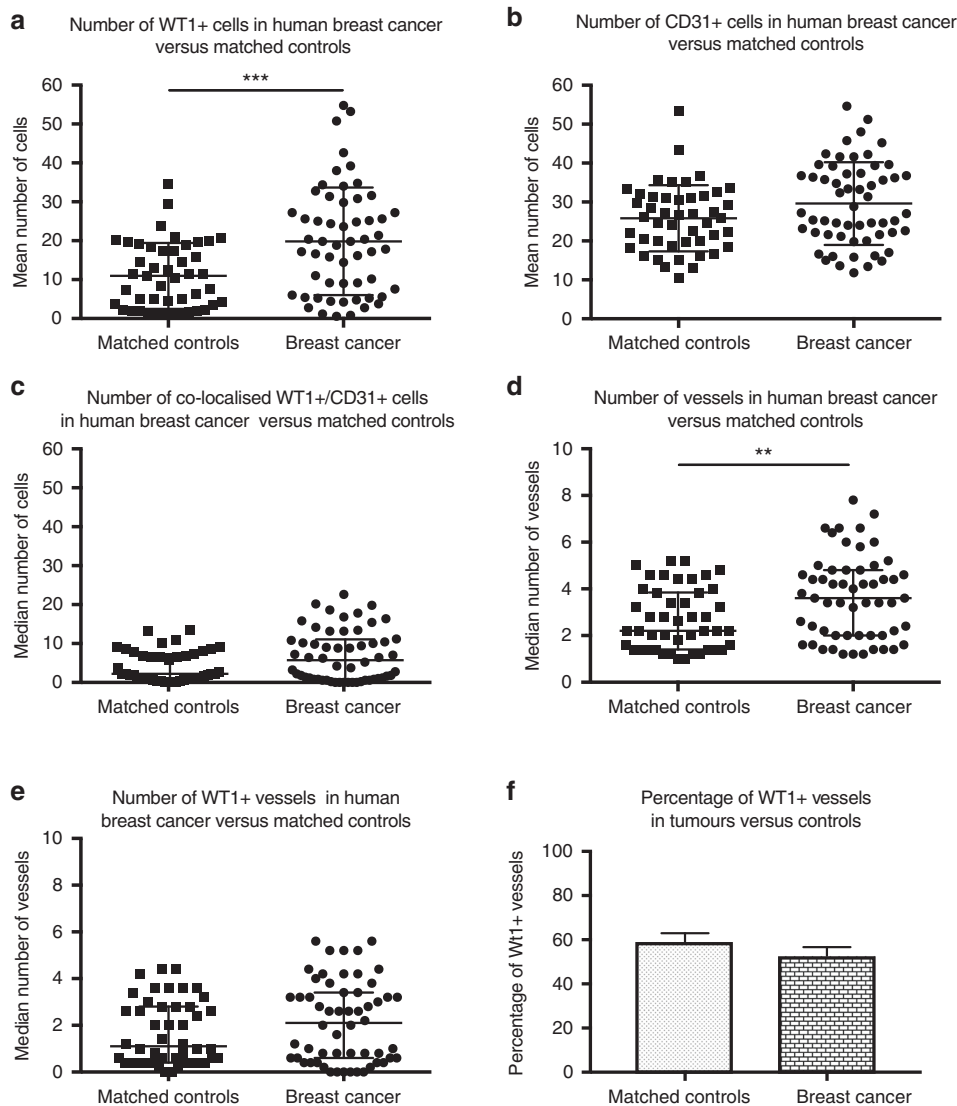 a
Number of WT1+ cells in human breast cancer
versus matched controls
Mean number of cells
60
50
40
30
20
10
0
***
Matched controls
Breast cancer
b
Number of CD31+ cells in human breast cancer
versus matched controls
Mean number of cells
60
50
40
30
20
10
0
Matched controls
Breast cancer
c
Number of co-localised WT1+/CD31+ cells
in human breast cancer versus matched controls
Median number of cells
60
50
40
30
20
10
0
Matched controls
Breast cancer
d
Number of vessels in human breast cancer
versus matched controls
Median number of vessels
10
8
6
4
2
0
**
Matched controls
Breast cancer
e
Number of WT1+ vessels in human
breast cancer versus matched controls
Median number of vessels
10
8
6
4
2
0
Matched controls
Breast cancer
f
Percentage of WT1+ vessels
in tumours versus controls
Percentage of Wt1+ vessels
100
80
60
40
20
0
Matched controls
Breast cancer